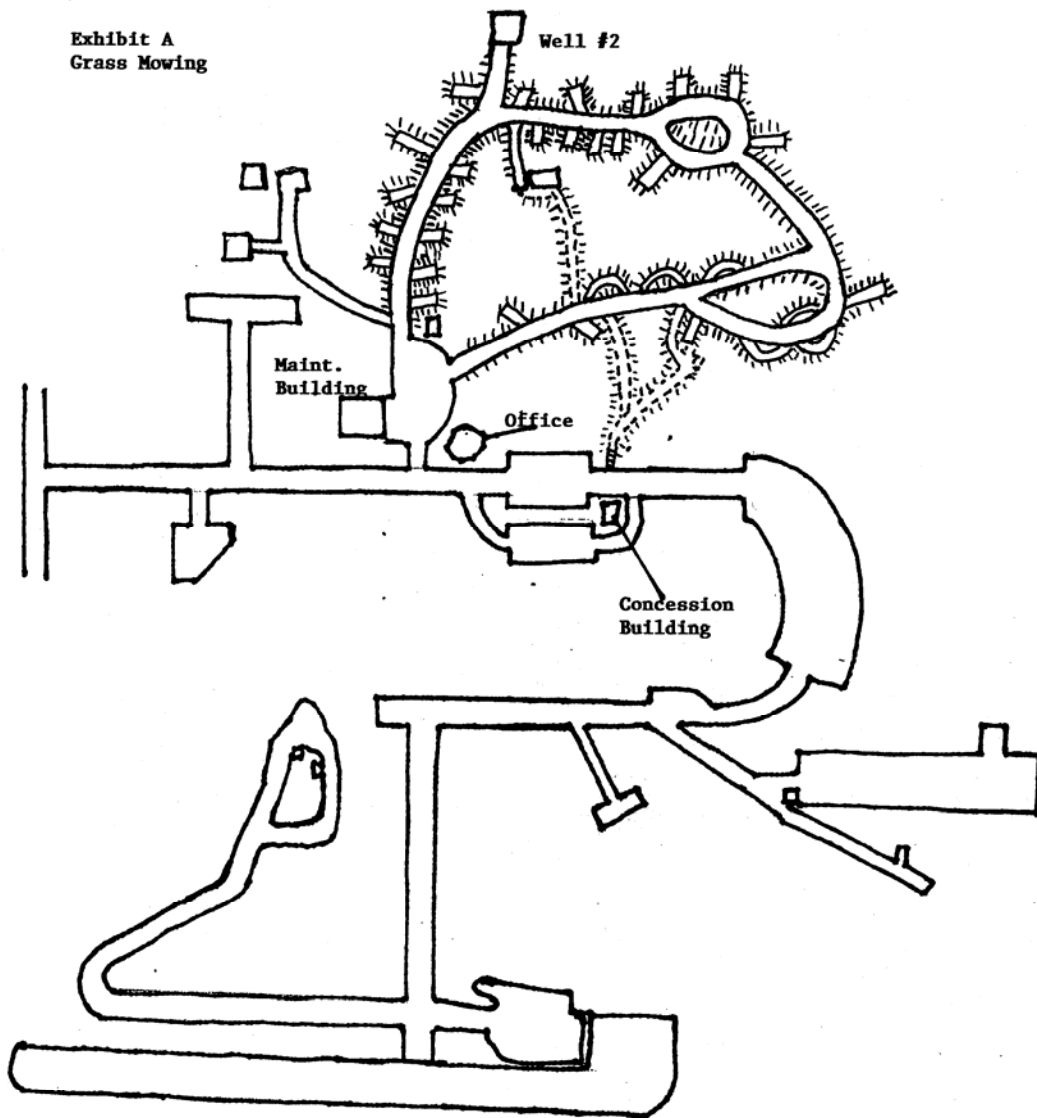 Exhibit A
Grass Mowing
Well #2
Maint.
Building
Office
Concession
Building